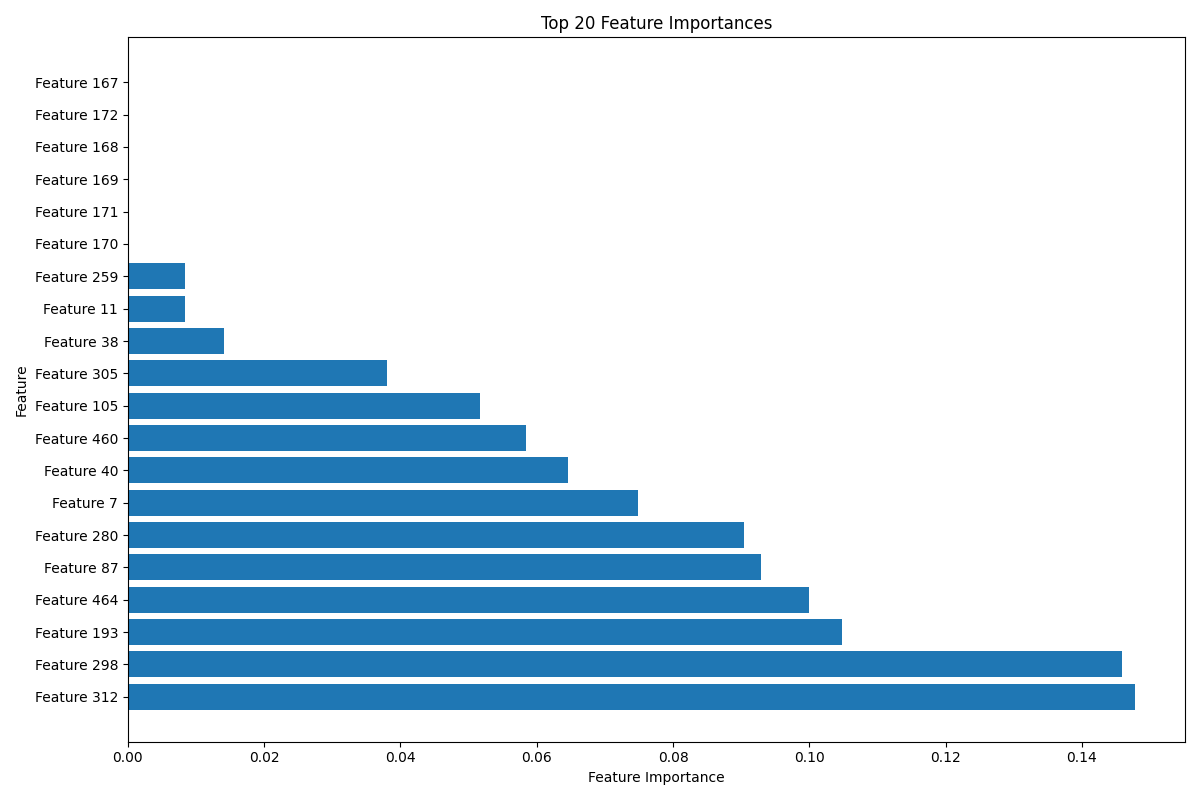 Top 20 Feature Importances
Feature 167
Feature 172
Feature 168
Feature 169
Feature 171
Feature 170
Feature 259
Feature 11
Feature 38
Feature 305
Feature 105
Feature 460
Feature 40
Feature 7
Feature 280
Feature 87
Feature 464
Feature 193
Feature 298
Feature 312
Feature
0.00 0.02 0.04 0.06 0.08 0.10 0.12 0.14
Feature Importance